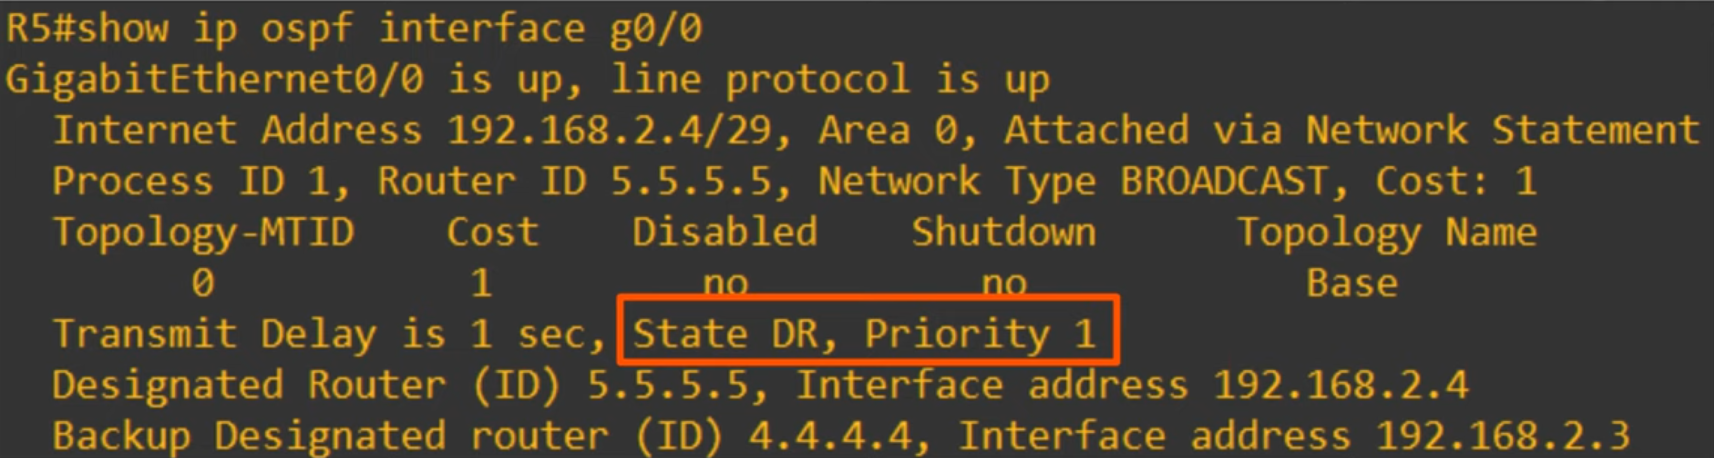 R5#show ip ospf interface g0/0
GigabitEthernet0/0 is up, line protocol is up
Internet Address 192.168.2.4/29, Area 0, Attached via Network Statement
Process ID 1, Router ID 5.5.5.5, Network Type BROADCAST, Cost: 1
Topology-MTID Cost Disabled Shutdown Topology Name
0 1 no no Base
Transmit Delay is 1 sec, State DR, Priority 1
Designated Router (ID) 5.5.5.5, Interface address 192.168.2.4
Backup Designated router (ID) 4.4.4.4, Interface address 192.168.2.3